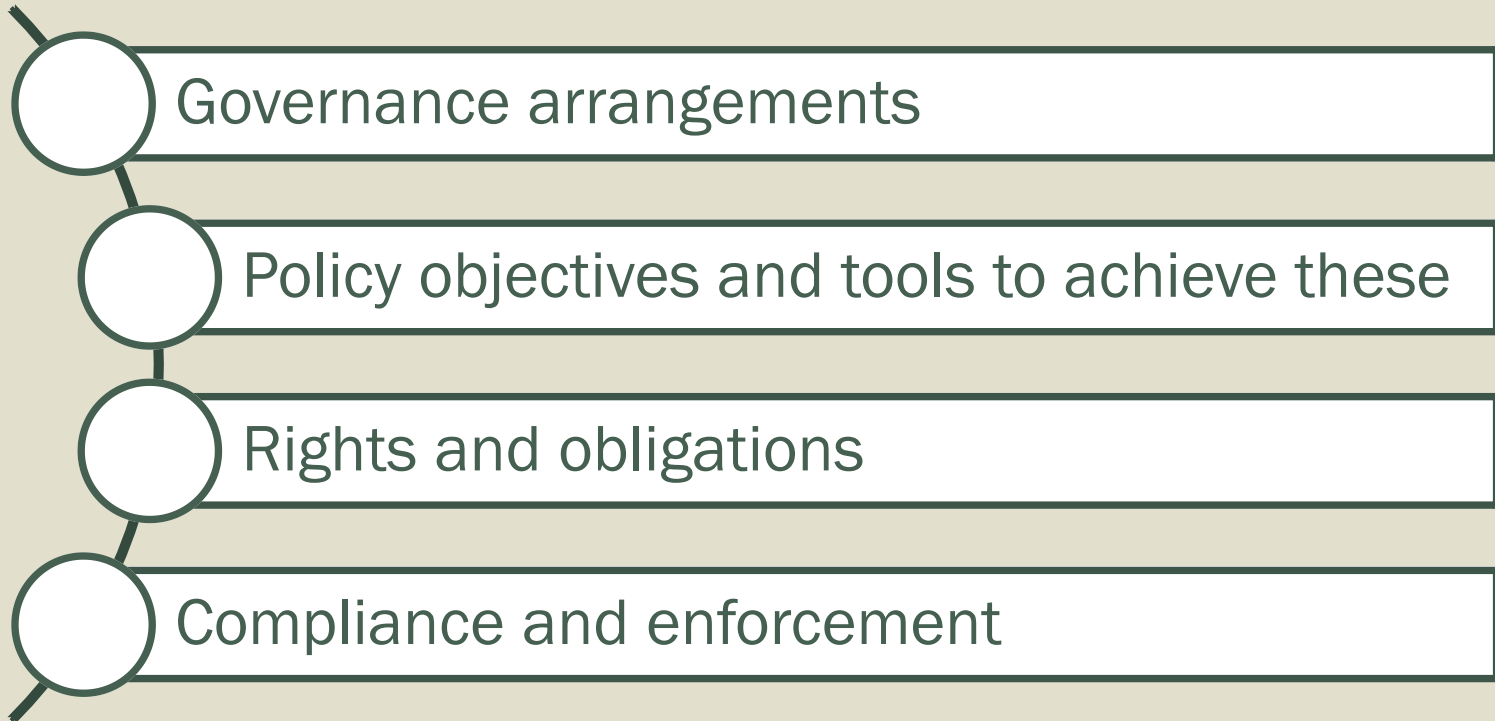 Governance arrangements
Policy objectives and tools to achieve these
Rights and obligations
Compliance and enforcement